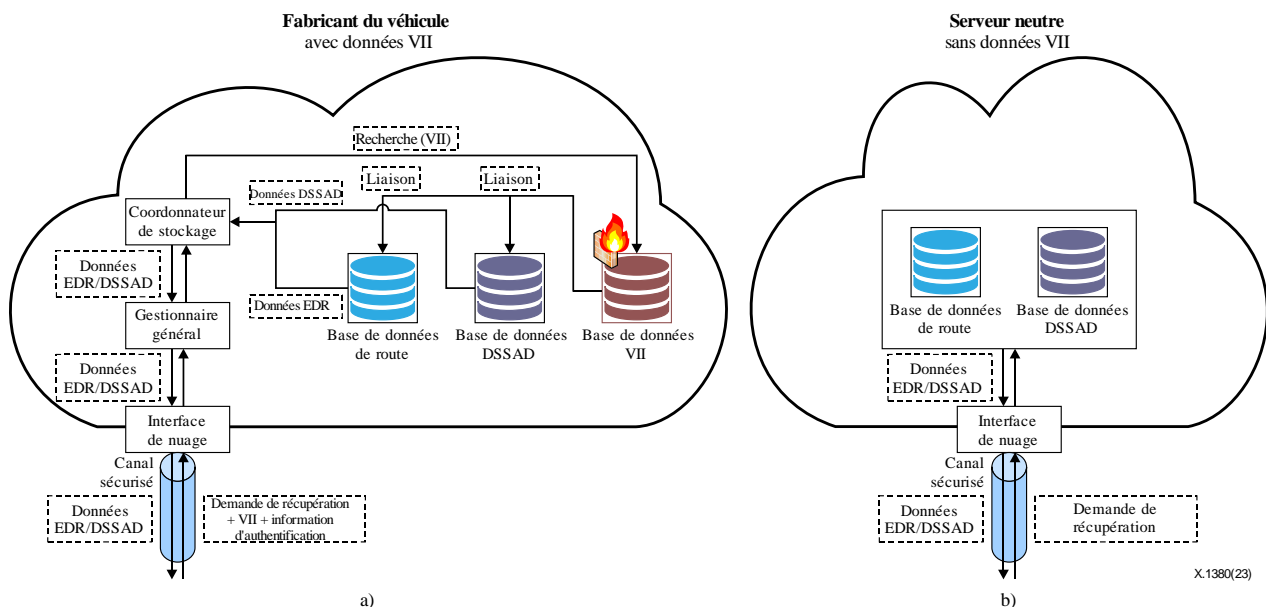 Fabricant du véhicule
avec données VII
Serveur neutre
sans données VII
Recherche (VII)
Liaison
Liaison
Données DSSAD
Coordonnateur
de stockage
Données
EDR/DSSAD
Données EDR
Gestionnaire
général
Base de données
de route
Base de données
DSSAD
Base de données
VII
Données
EDR/DSSAD
Interface
de nuage
Canal
sécurisé
Données
EDR/DSSAD
Demande de récupération
+ VII + information
d'authentification
a)
Base de données
de route
Base de données
DSSAD
Données
EDR/DSSAD
Interface
de nuage
Canal
sécurisé
Données
EDR/DSSAD
Demande de
récupération
X.1380(23)
b)